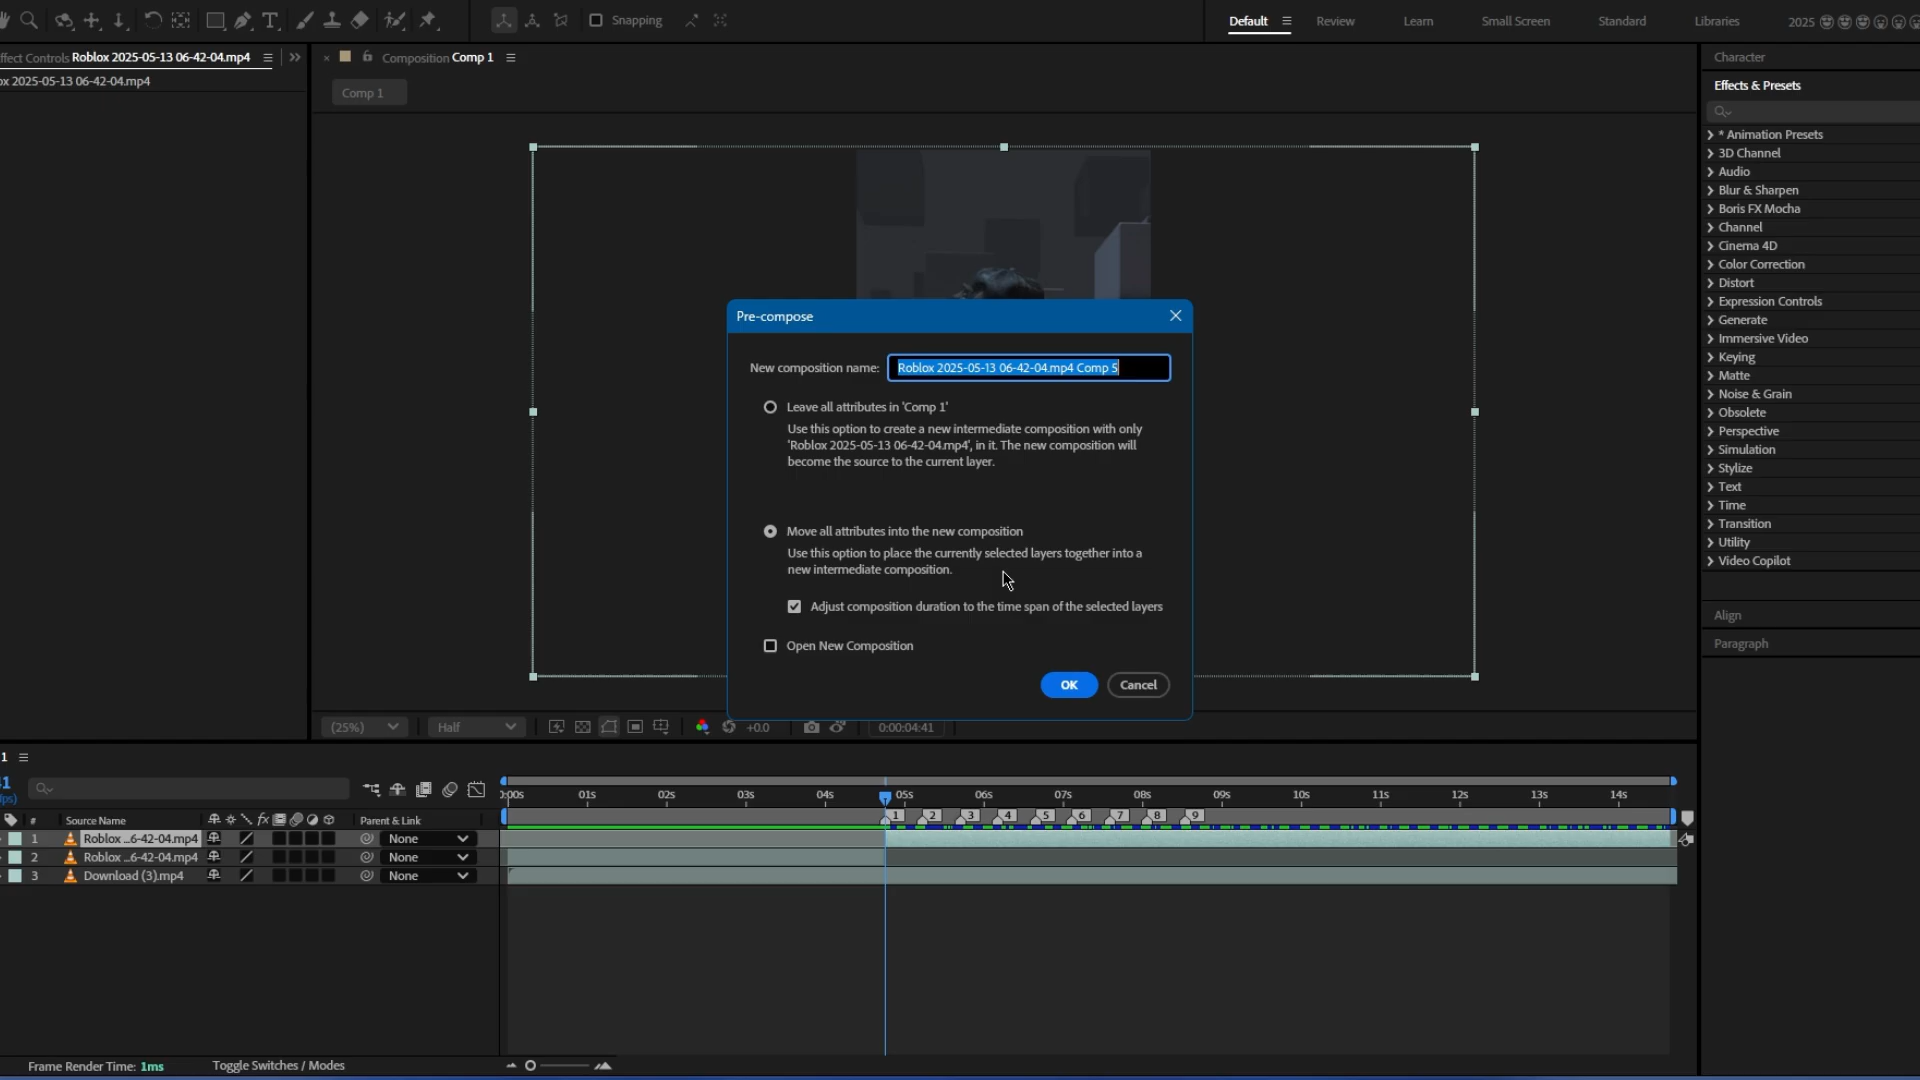 Snapping
Default
Review
Learn
Small Screen
Standard
Libraries
2025
ffect Controls Roblox 2025-05-13 06-42-04.mp4
Composition Comp 1
Character
ox 2025-05-13 06-42-04.mp4
Comp 1
Effects & Presets
* Animation Presets
3D Channel
Audio
Blur & Sharpen
Boris FX Mocha
Channel
Cinema 4D
Color Correction
Distort
Expression Controls
Generate
Immersive Video
Keying
Matte
Noise & Grain
Obsolete
Perspective
Simulation
Stylize
Text
Time
Transition
Utility
Video Copilot
Align
Paragraph
Pre-compose
New composition name: Roblox 2025-05-13 06-42-04.mp4 Comp 5
Leave all attributes in 'Comp 1'
Use this option to create a new intermediate composition with only
'Roblox 2025-05-13 06-42-04.mp4', in it. The new composition will
become the source to the current layer.
Move all attributes into the new composition
Use this option to place the currently selected layers together into a
new intermediate composition.
Adjust composition duration to the time span of the selected layers
Open New Composition
OK
Cancel
(25%)
Half
+0.0
0:00:04:41
1
41
fps)
0:00s 01s 02s 03s 04s 05s 06s 07s 08s 09s 10s 11s 12s 13s 14s
# Source Name fx Parent & Link
1 2 3 4 5 6 7 8 9
1 Roblox ...6-42-04.mp4 None
2 Roblox ...6-42-04.mp4 None
3 Download (3).mp4 None
Frame Render Time: 1ms
Toggle Switches / Modes